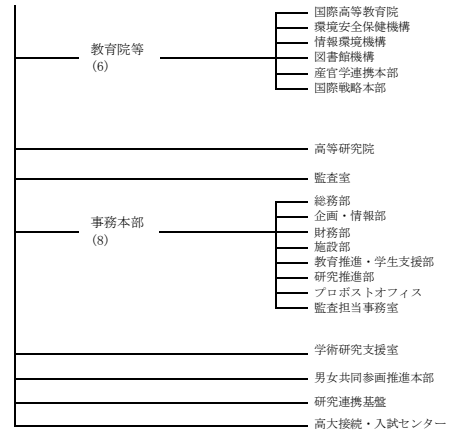 国際高等教育院
環境安全保健機構
情報環境機構
教育院等
(6)
図書館機構
産官学連携本部
国際戦略本部
高等研究院
監査室
総務部
企画・情報部
事務本部
(8)
財務部
施設部
教育推進・学生支援部
研究推進部
プロボストオフィス
監査担当事務室
学術研究支援室
男女共同参画推進本部
研究連携基盤
高大接続・入試センター